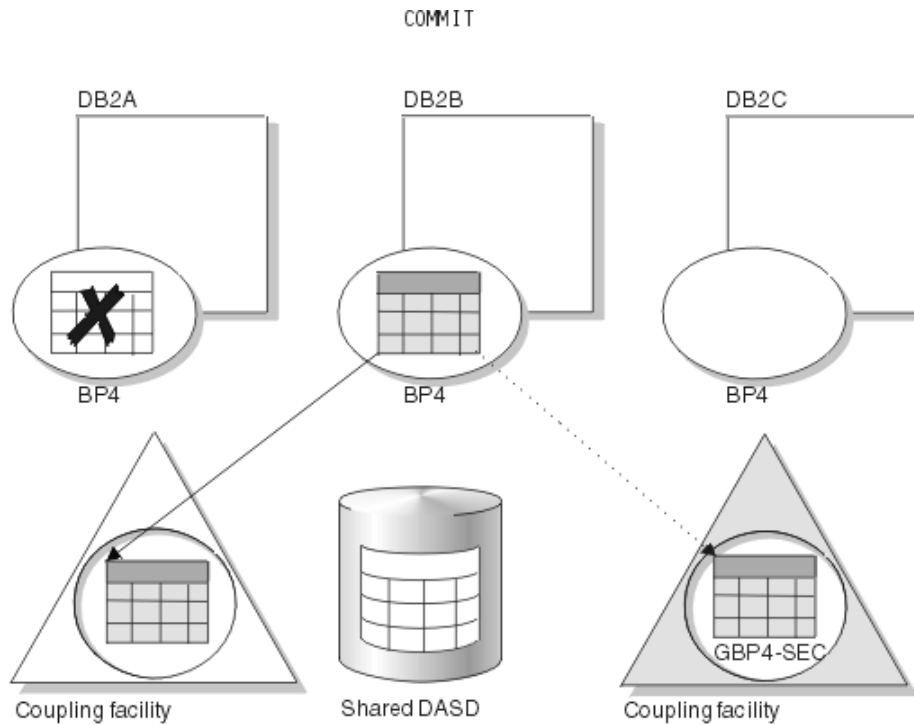 COMMIT
DB2A
DB2B
DB2C
BP4
BP4
BP4
GBP4-SEC
Coupling facility
Shared DASD
Coupling facility